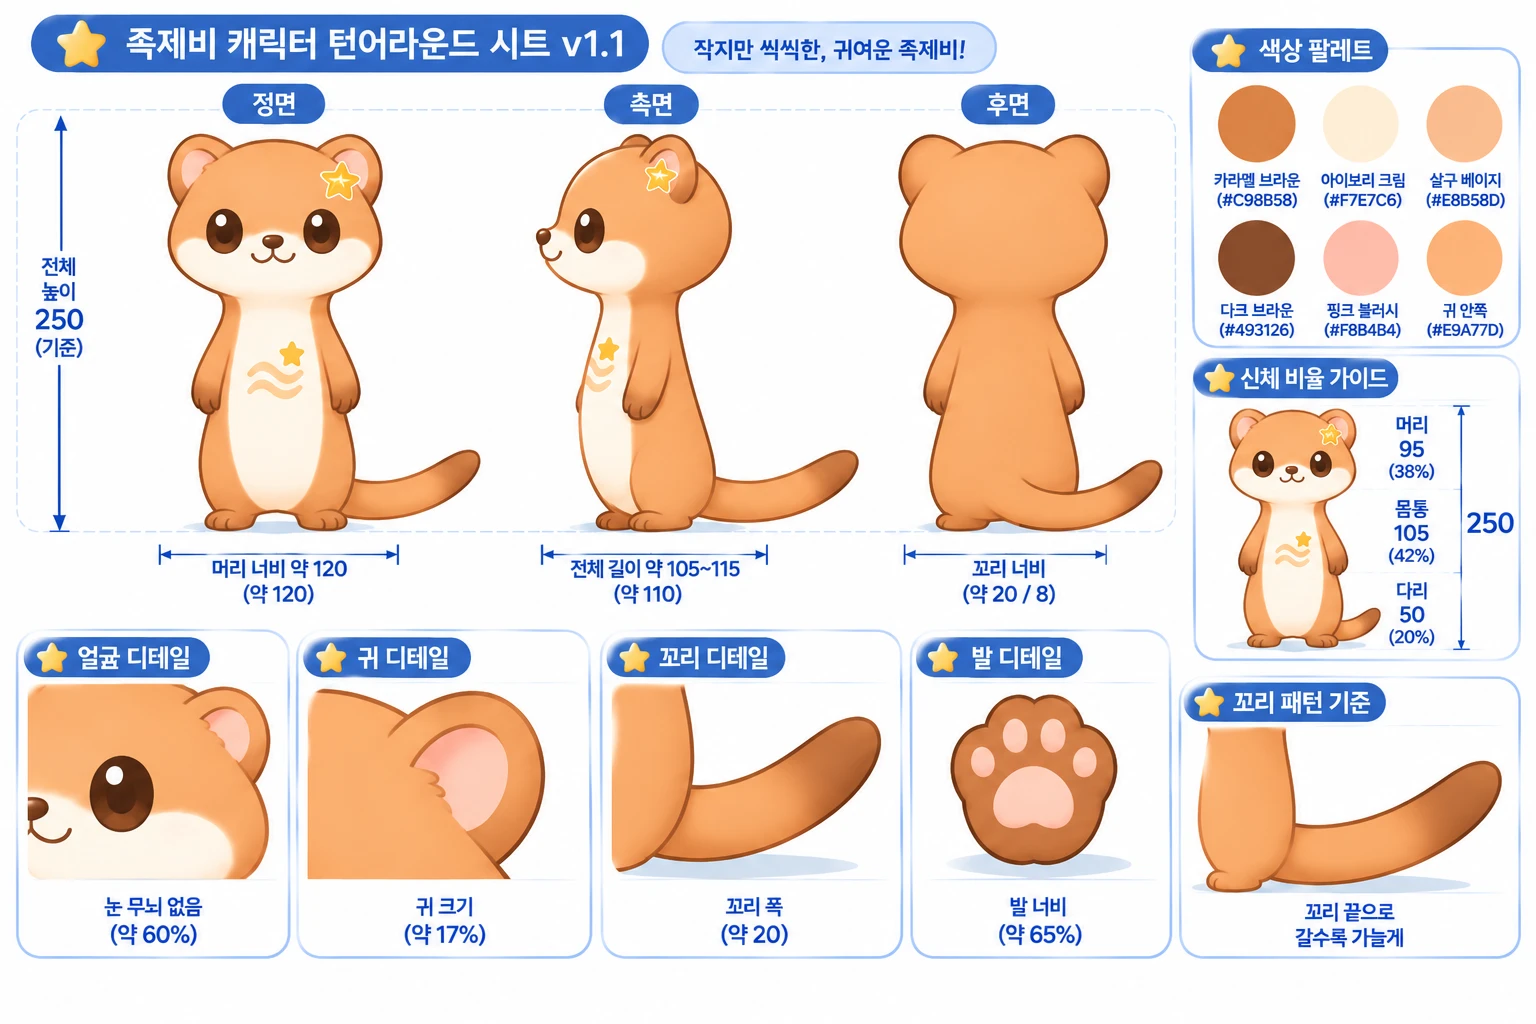 족제비 캐릭터 턴어라운드 시트 v1.1
작지만 씩씩한, 귀여운 족제비!
정면
측면
후면
전체
높이
250
(기준)
머리 너비 약 120
(약 120)
전체 길이 약 105~115
(약 110)
꼬리 너비
(약 20 / 8)
색상 팔레트
카라멜 브라운
(#C98B58)
아이보리 크림
(#F7E7C6)
살구 베이지
(#E8B58D)
다크 브라운
(#493126)
핑크 블러시
(#F8B4B4)
귀 안쪽
(#E9A77D)
신체 비율 가이드
머리
95
(38%)
몸통
105
(42%)
다리
50
(20%)
250
얼균 디테일
눈 무뇌 없음
(약 60%)
귀 디테일
귀 크기
(약 17%)
꼬리 디테일
꼬리 폭
(약 20)
발 디테일
발 너비
(약 65%)
꼬리 패턴 기준
꼬리 끝으로
갈수록 가늘게